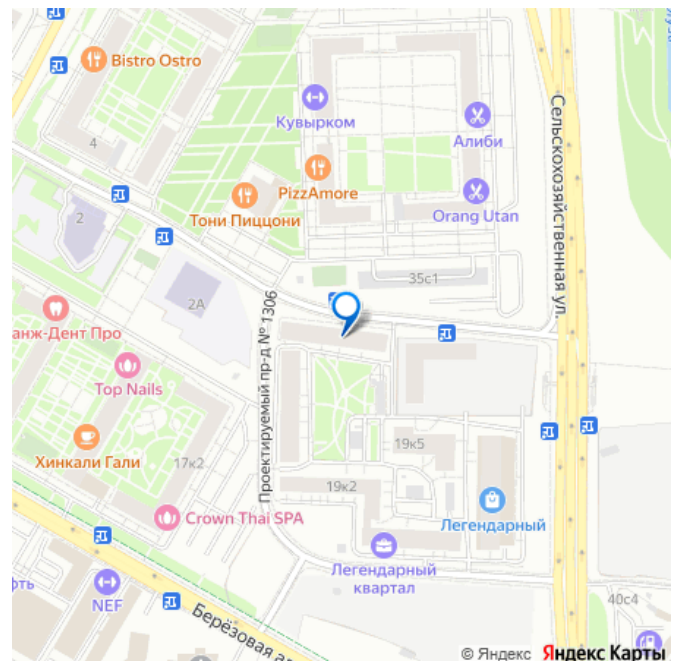 Bistro Ostro
4
Кувырком
Алиби
PizzAmore
Тони Пиццони
Orang Utan
Сельскохозяйственная ул.
2
2А
35с1
Проектируемый пр-д № 1306
анж-Дент Про
Top Nails
Хинкали Гали
17к2
19к5
19к2
Crown Thai SPA
Легендарный
Легендарный
квартал
NEF
Берёзовая ал
40с4
© Яндекс Яндекс Карты